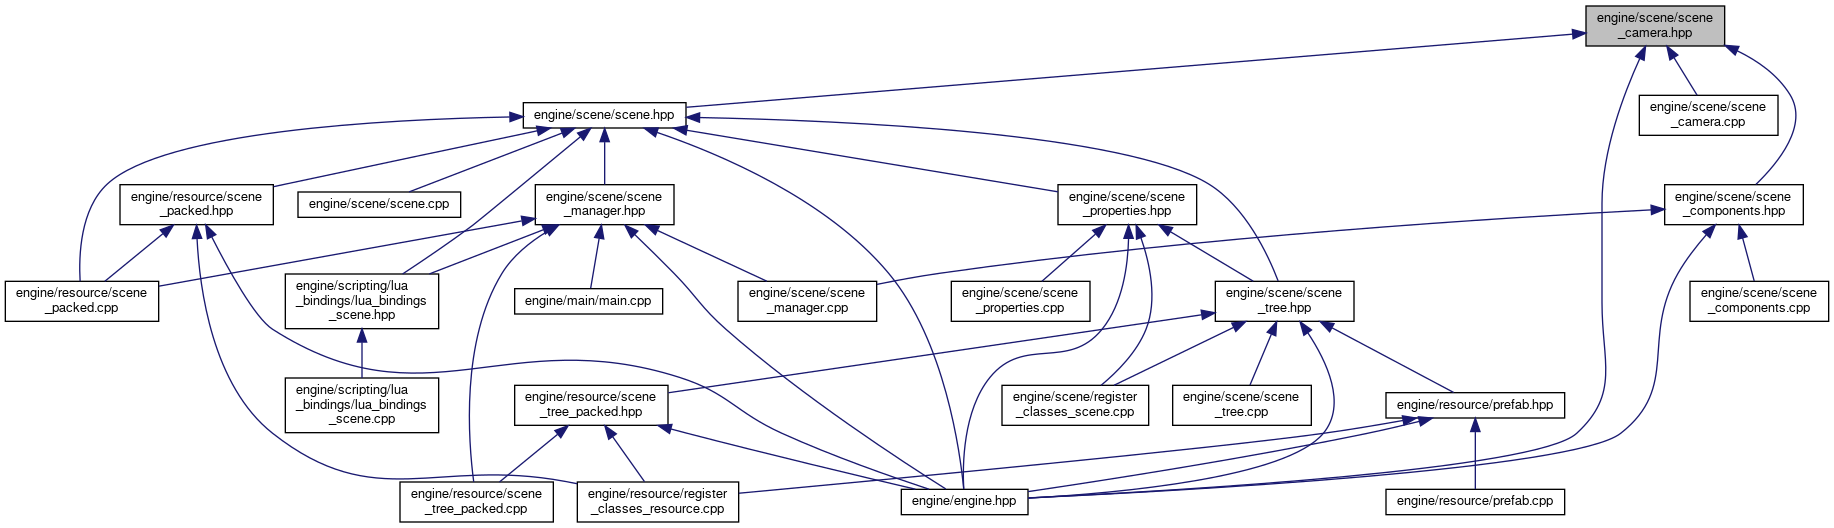 engine/scene/scene
_camera.hpp
engine/scene/scene.hpp
engine/scene/scene
_camera.cpp
engine/resource/scene
_packed.hpp
engine/scene/scene.cpp
engine/scene/scene
_manager.hpp
engine/scene/scene
_properties.hpp
engine/scene/scene
_components.hpp
engine/resource/scene
_packed.cpp
engine/scripting/lua
_bindings/lua_bindings
_scene.hpp
engine/main/main.cpp
engine/scene/scene
_manager.cpp
engine/scene/scene
_properties.cpp
engine/scene/scene
_tree.hpp
engine/scene/scene
_components.cpp
engine/scripting/lua
_bindings/lua_bindings
_scene.cpp
engine/resource/scene
_tree_packed.hpp
engine/scene/register
_classes_scene.cpp
engine/scene/scene
_tree.cpp
engine/resource/prefab.hpp
engine/resource/scene
_tree_packed.cpp
engine/resource/register
_classes_resource.cpp
engine/engine.hpp
engine/resource/prefab.cpp